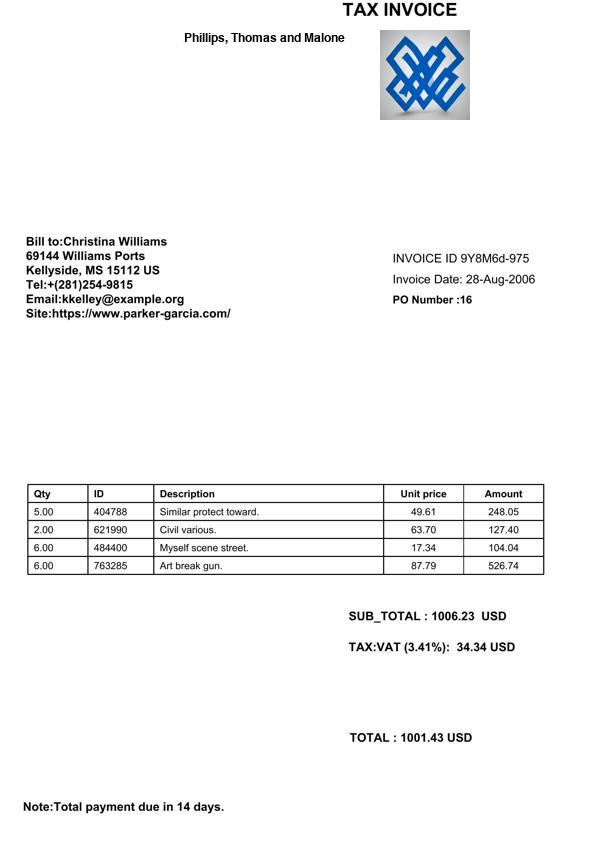 TAX INVOICE
Phillips, Thomas and Malone
Bill to:Christina Williams
69144 Williams Ports
Kellyside, MS 15112 US
Tel:+(281)254-9815
Email:kkelley@example.org
Site:https://www.parker-garcia.com/
INVOICE ID 9Y8M6d-975
Invoice Date: 28-Aug-2006
PO Number :16
Qty ID Description Unit price Amount
5.00 404788 Similar protect toward. 49.61 248.05
2.00 621990 Civil various. 63.70 127.40
6.00 484400 Myself scene street. 17.34 104.04
6.00 763285 Art break gun. 87.79 526.74
SUB_TOTAL : 1006.23 USD
TAX:VAT (3.41%): 34.34 USD
TOTAL : 1001.43 USD
Note:Total payment due in 14 days.